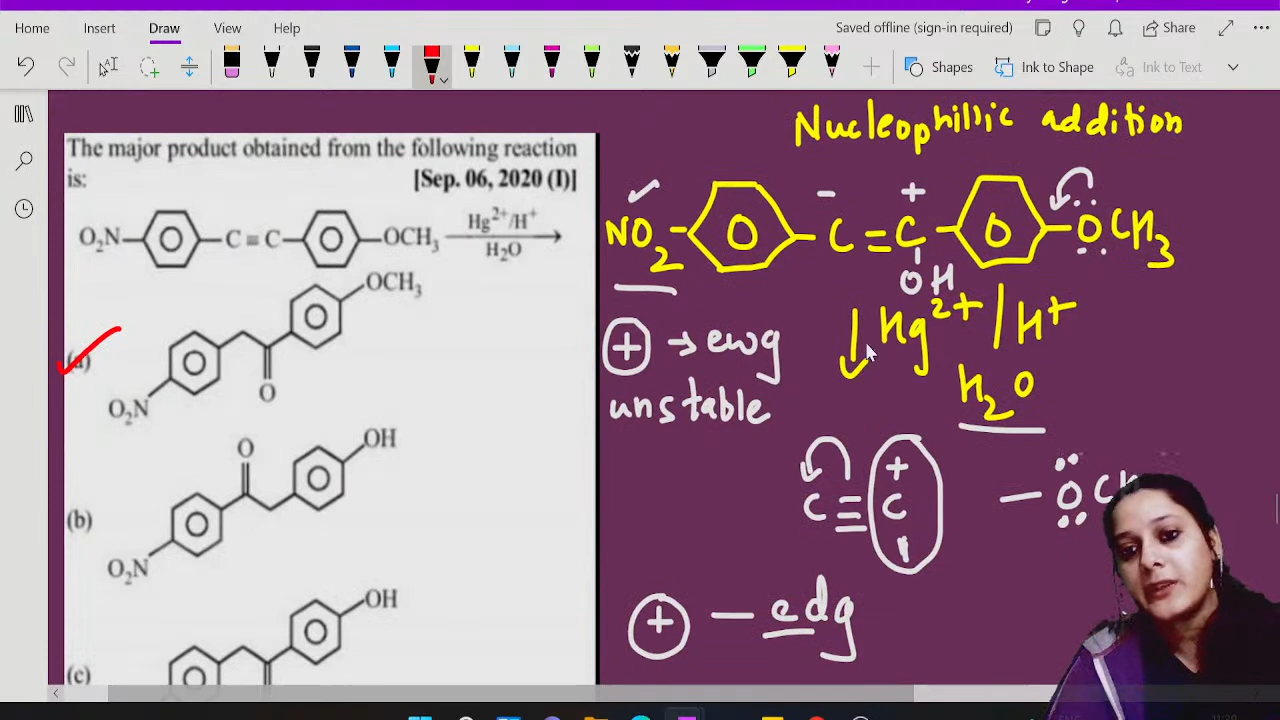 Home Insert Draw View Help Saved offline (sign-in required) Share
Shapes Ink to Shape Ink to Text
Nucleophillsic addition
The major product obtained from the following reaction
is: [Sep. 06, 2020 (I)]
O₂N C ≡ C OCH₃ Hg²⁺/H⁺
H₂O
NO₂ C = C OCH₃
− +
OH
OCH₃
(a)
O
O₂N
+ → ewg
unstable
↓ Hg²⁺ / H⁺
H₂O
O OH
(b)
O₂N
+
C ≡ C − OC
+ − edg
OH
(c)